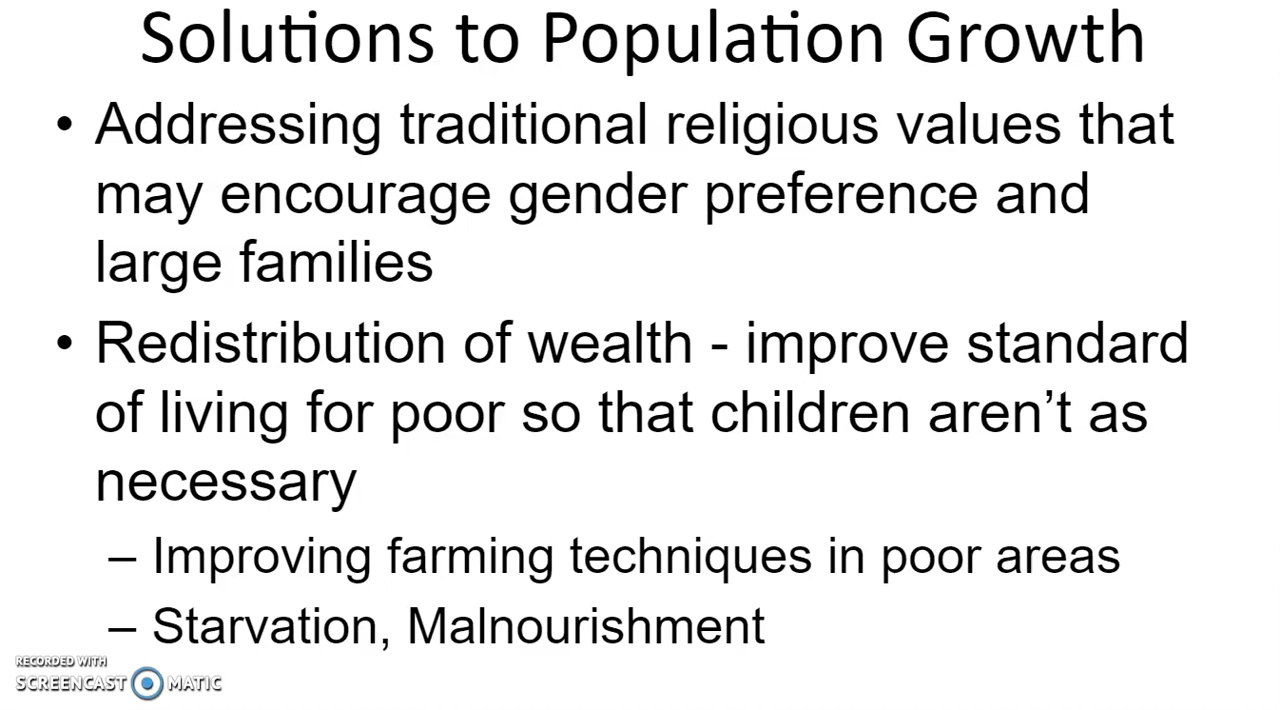 Solutions to Population Growth
• Addressing traditional religious values that
may encourage gender preference and
large families
• Redistribution of wealth - improve standard
of living for poor so that children aren’t as
necessary
– Improving farming techniques in poor areas
– Starvation, Malnourishment
RECORDED WITH
SCREENCAST MATIC